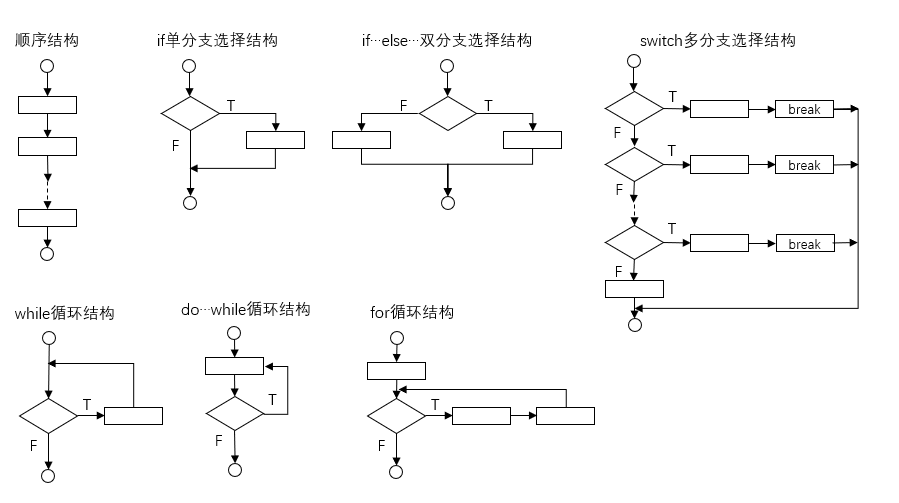 顺序结构
if单分支选择结构
if…else…双分支选择结构
switch多分支选择结构
T
F
F
T
T
break
F
T
break
F
T
break
F
while循环结构
do…while循环结构
for循环结构
T
F
T
F
T
F